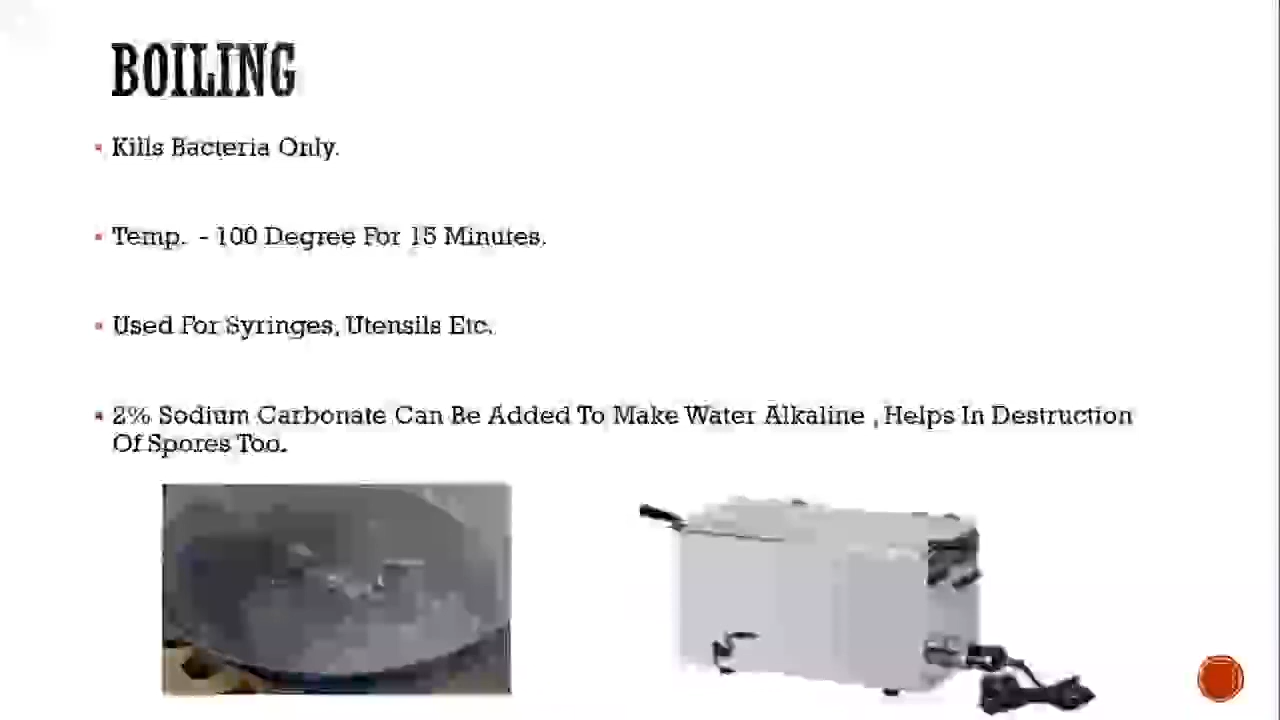 BOILING
Kills Bacteria Only.
Temp. - 100 Degree For 15 Minutes.
Used For Syringes, Utensils Etc.
2% Sodium Carbonate Can Be Added To Make Water Alkaline , Helps In Destruction
Of Spores Too.